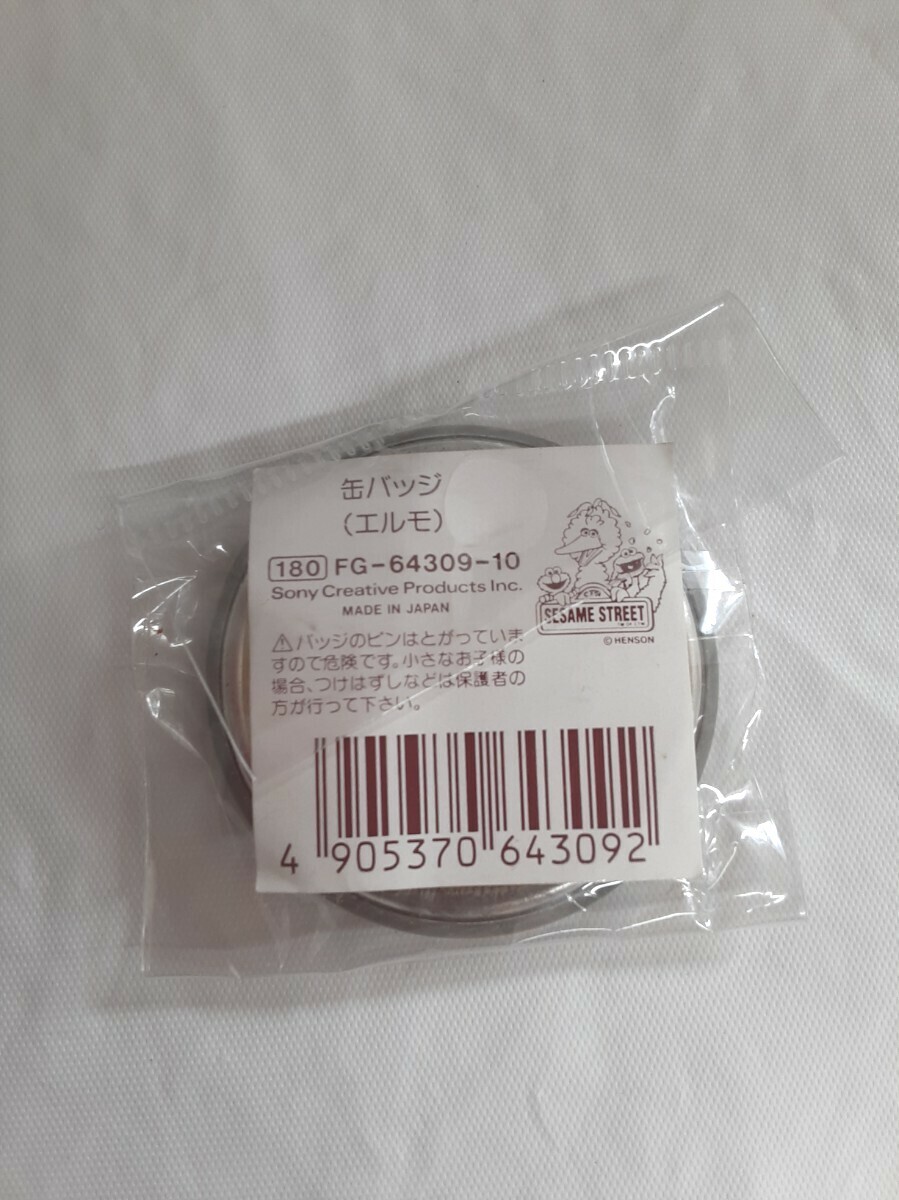 缶バッジ
(エルモ)
180 FG-64309-10
Sony Creative Products Inc.
MADE IN JAPAN
SESAME STREET
©HENSON
⚠バッジのピンはとがっていま
すので危険です。小さなお子様の
場合、つけはずしなどは保護者の
方が行って下さい。
4 905370 643092